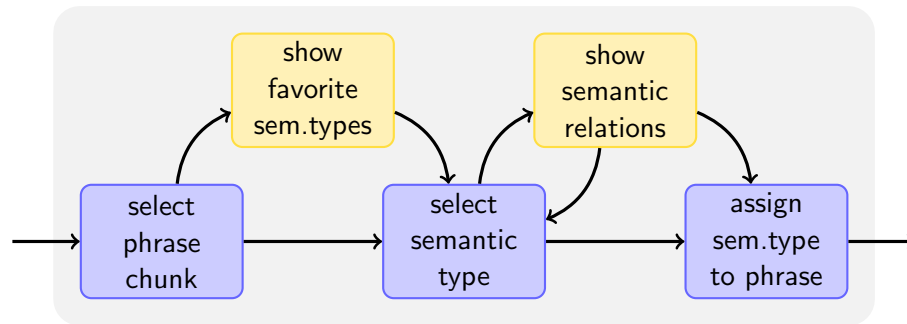 show
favorite
sem.types
show
semantic
relations
select
phrase
chunk
select
semantic
type
assign
sem.type
to phrase